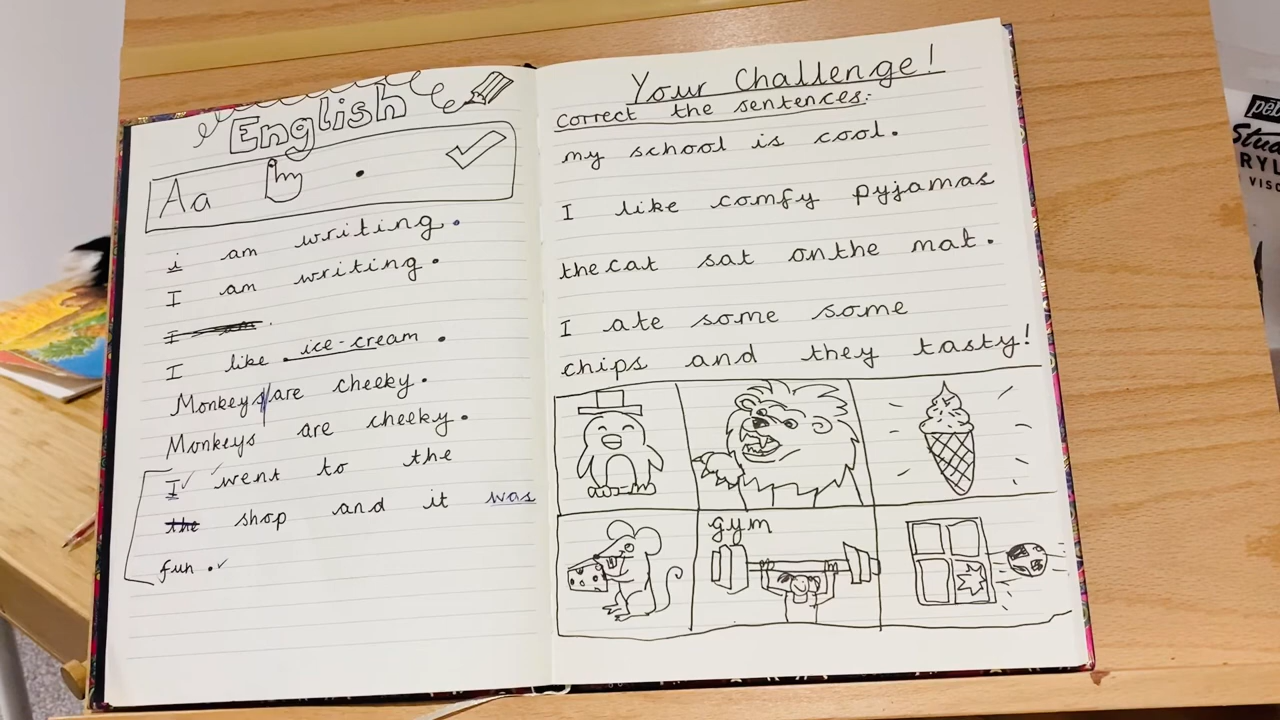 English
Aa .
i am writing.
I am writing.
I like ice-cream.
Monkeys are cheeky.
Monkeys are cheeky.
I went to the
the shop and it was
fun.
Your Challenge!
correct the sentences:
my school is cool.
I like comfy pyjamas
the cat sat onthe mat.
I ate some some
chips and they tasty!
gym